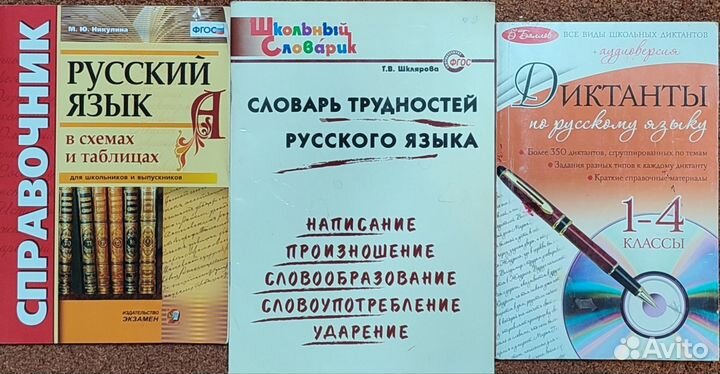 СПРАВОЧНИК
М. Ю. Никулина
ФГОС
РУССКИЙ
ЯЗЫК
в схемах
и таблицах
для школьников и выпускников
А
ИЗДАТЕЛЬСТВО
ЭКЗАМЕН
Школьный
Словарик
Т.В. Шклярова
ФГОС
СЛОВАРЬ ТРУДНОСТЕЙ
РУССКОГО ЯЗЫКА
НАПИСАНИЕ
ПРОИЗНОШЕНИЕ
СЛОВООБРАЗОВАНИЕ
СЛОВОУПОТРЕБЛЕНИЕ
УДАРЕНИЕ
5 баллов
ВСЕ ВИДЫ ШКОЛЬНЫХ ДИКТАНТОВ
+ аудиоверсия
ДИКТАНТЫ
по русскому языку
• Более 350 диктантов, сгруппированных по темам
• Задания разных типов к каждому диктанту
• Краткие справочные материалы
1-4
КЛАССЫ
Avito